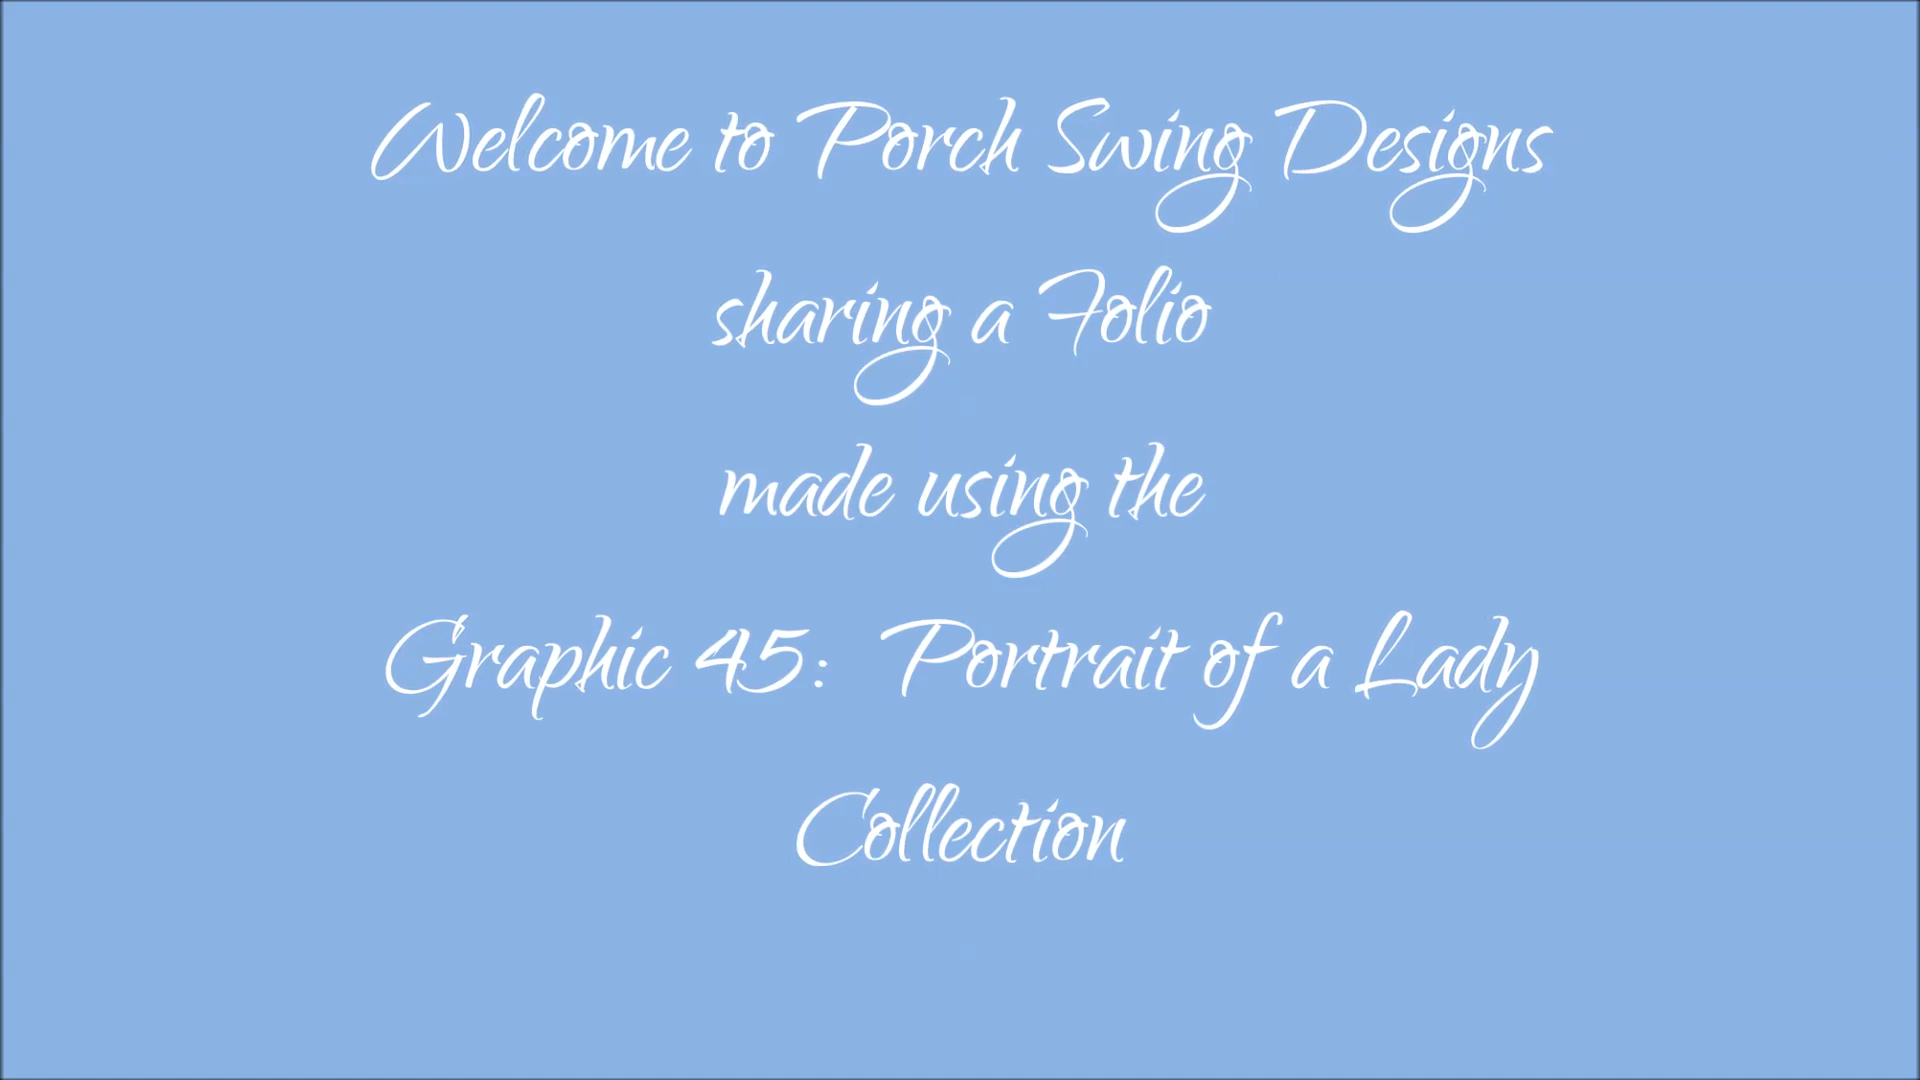 Welcome to Porch Swing Designs
sharing a Folio
made using the
Graphic 45:  Portrait of a Lady
Collection